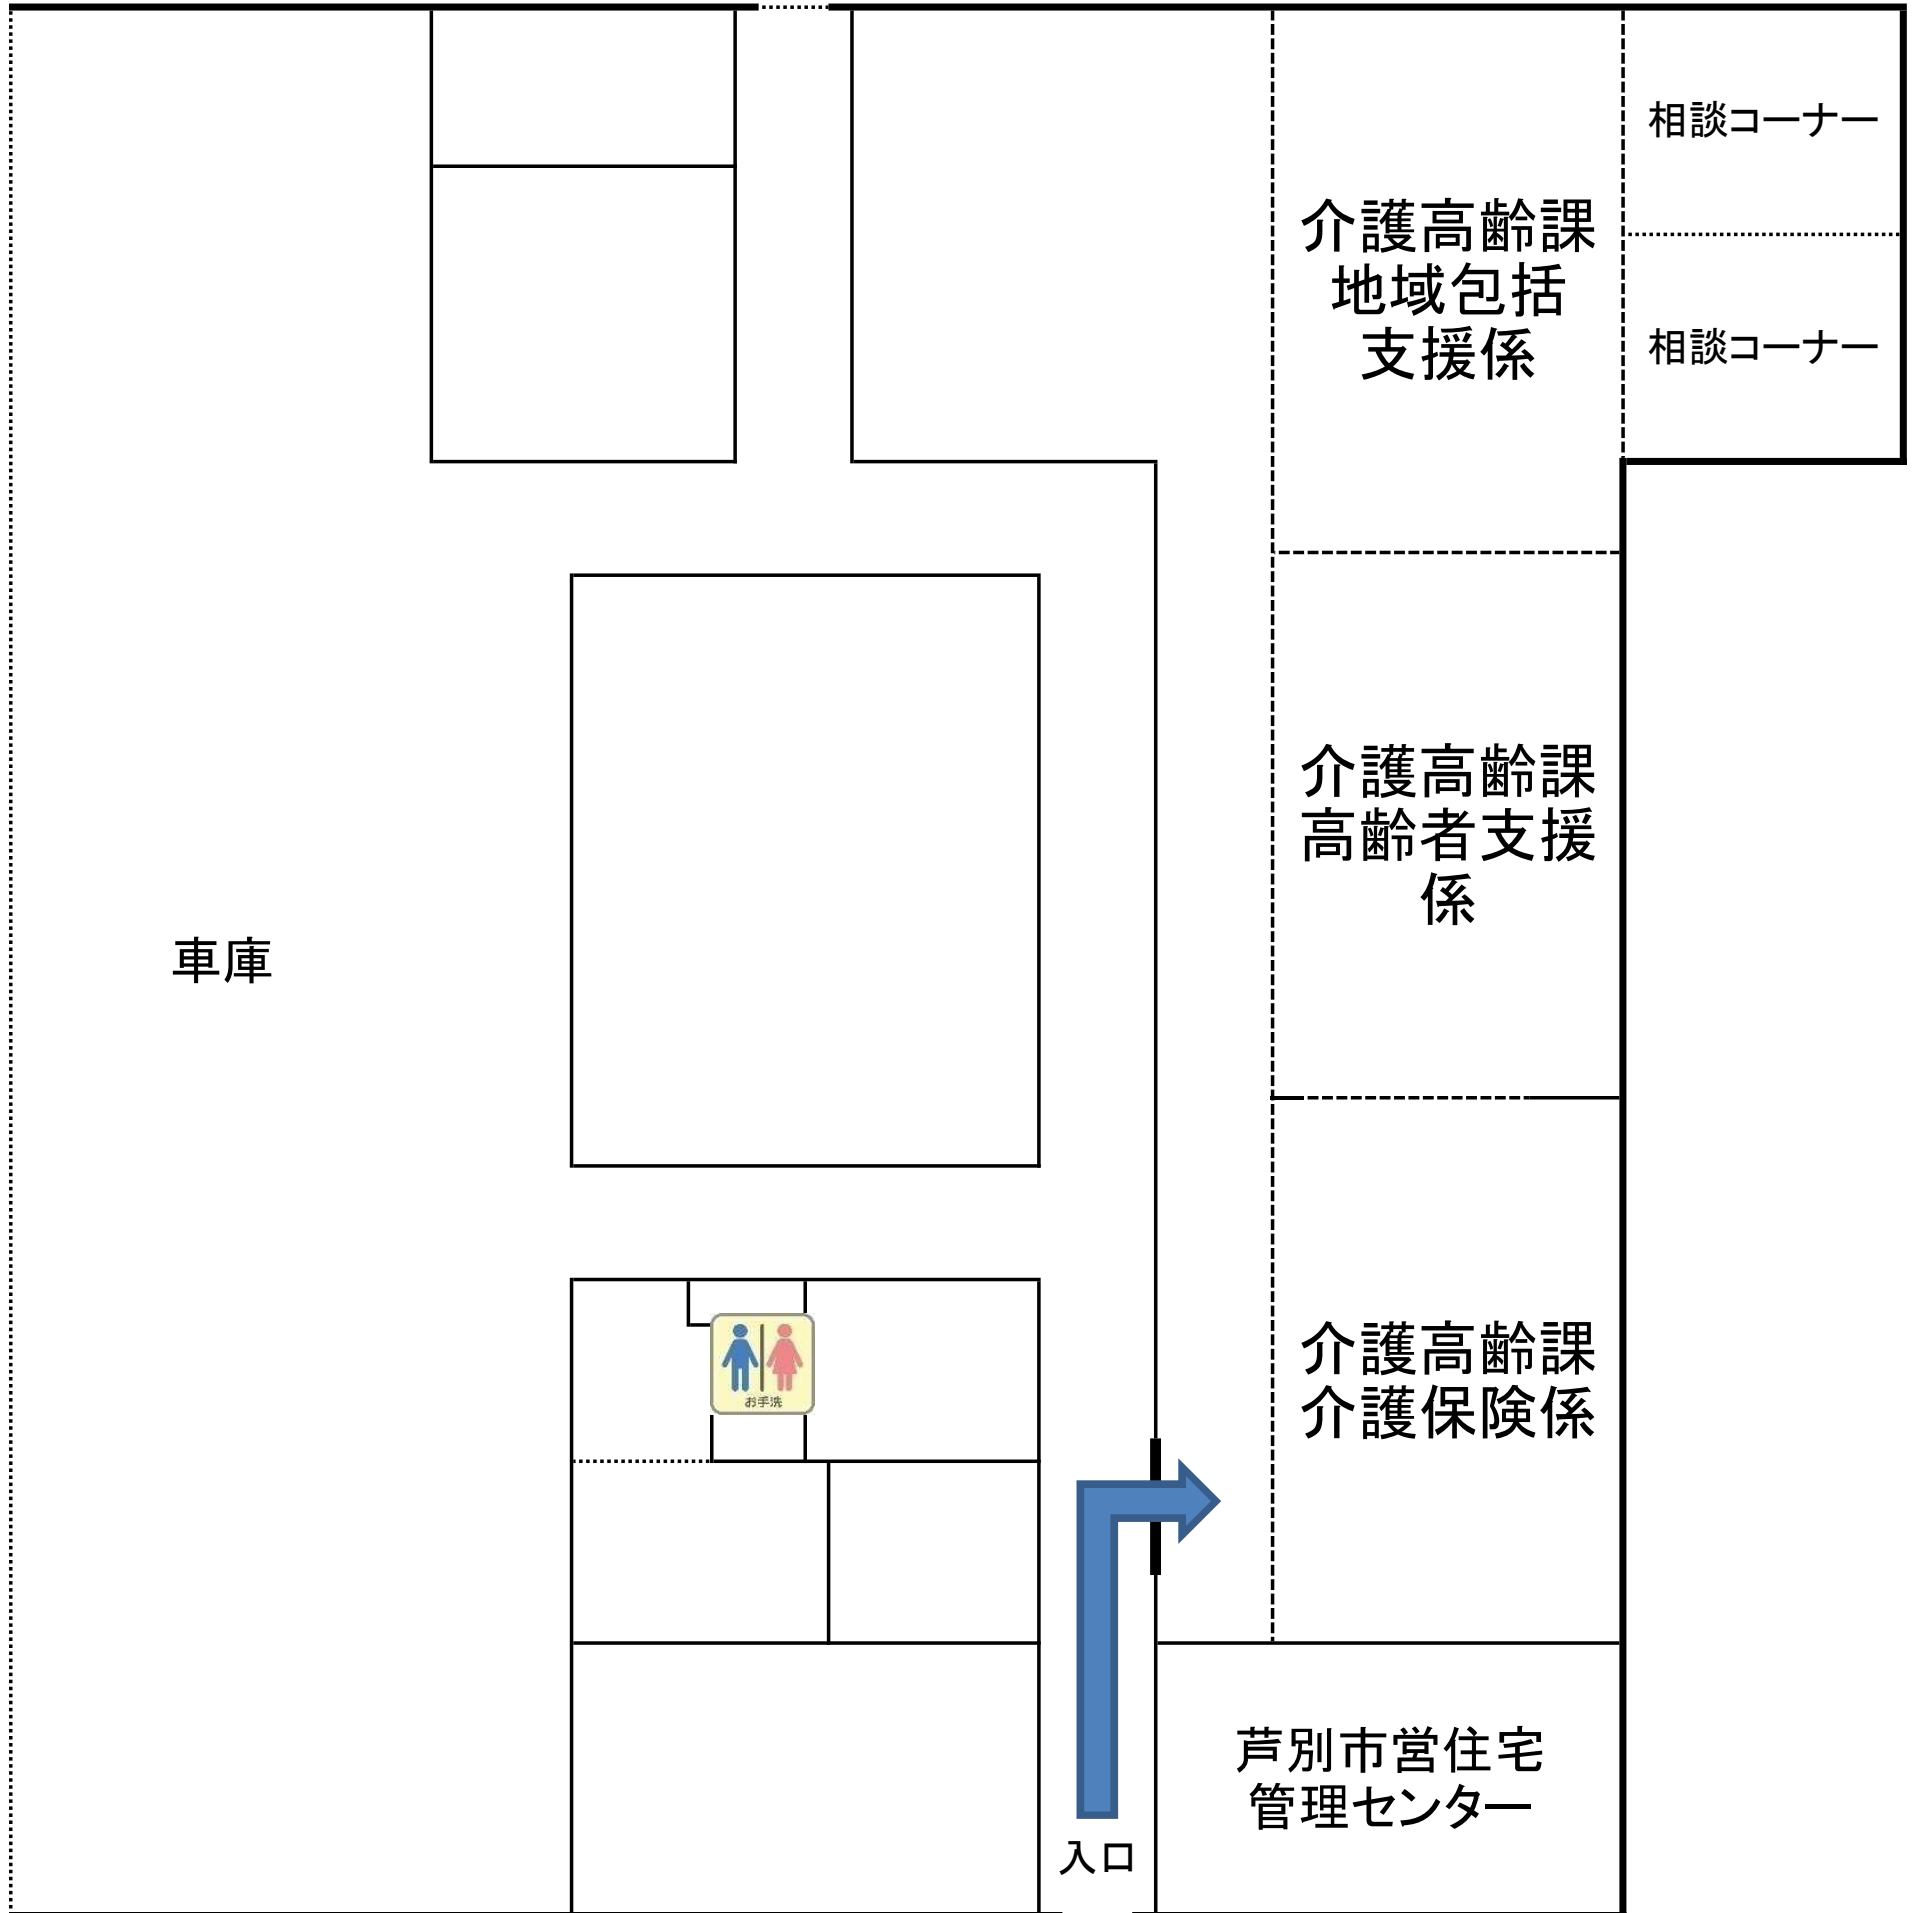 相談コーナー
介護高齢課
地域包括
支援係
相談コーナー
介護高齢課
高齢者支援
係
車庫
介護高齢課
介護保険係
お手洗
芦別市営住宅
管理センター
入口